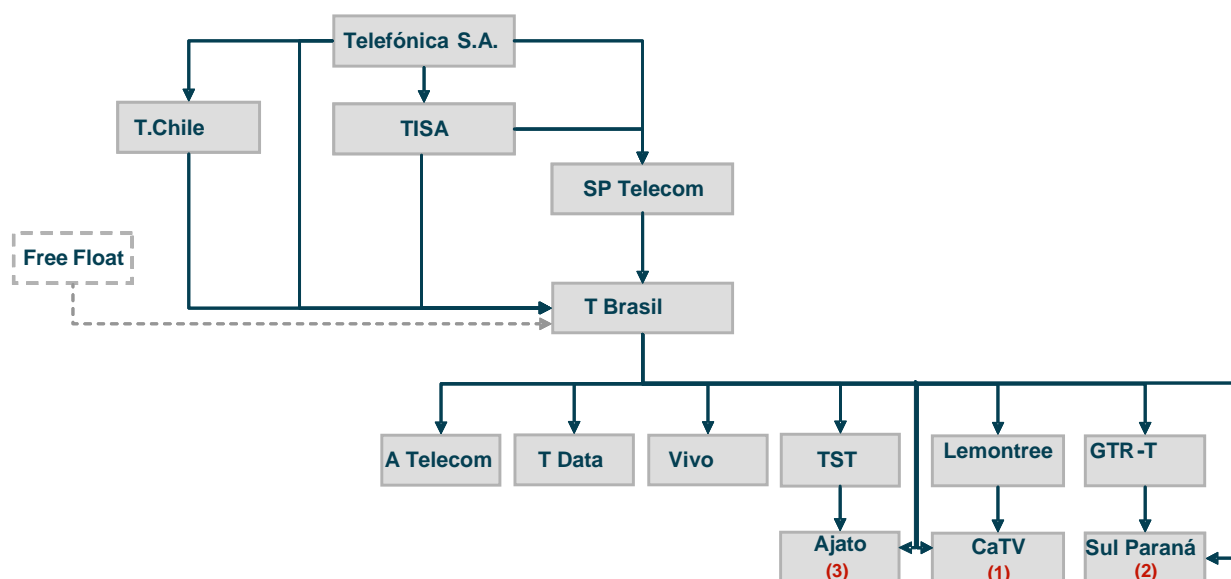 Telefónica S.A.
T.Chile
TISA
SP Telecom
Free Float
T Brasil
A Telecom
T Data
Vivo
TST
Lemontree
GTR-T
Ajato
(3)
CaTV
(1)
Sul Paraná
(2)